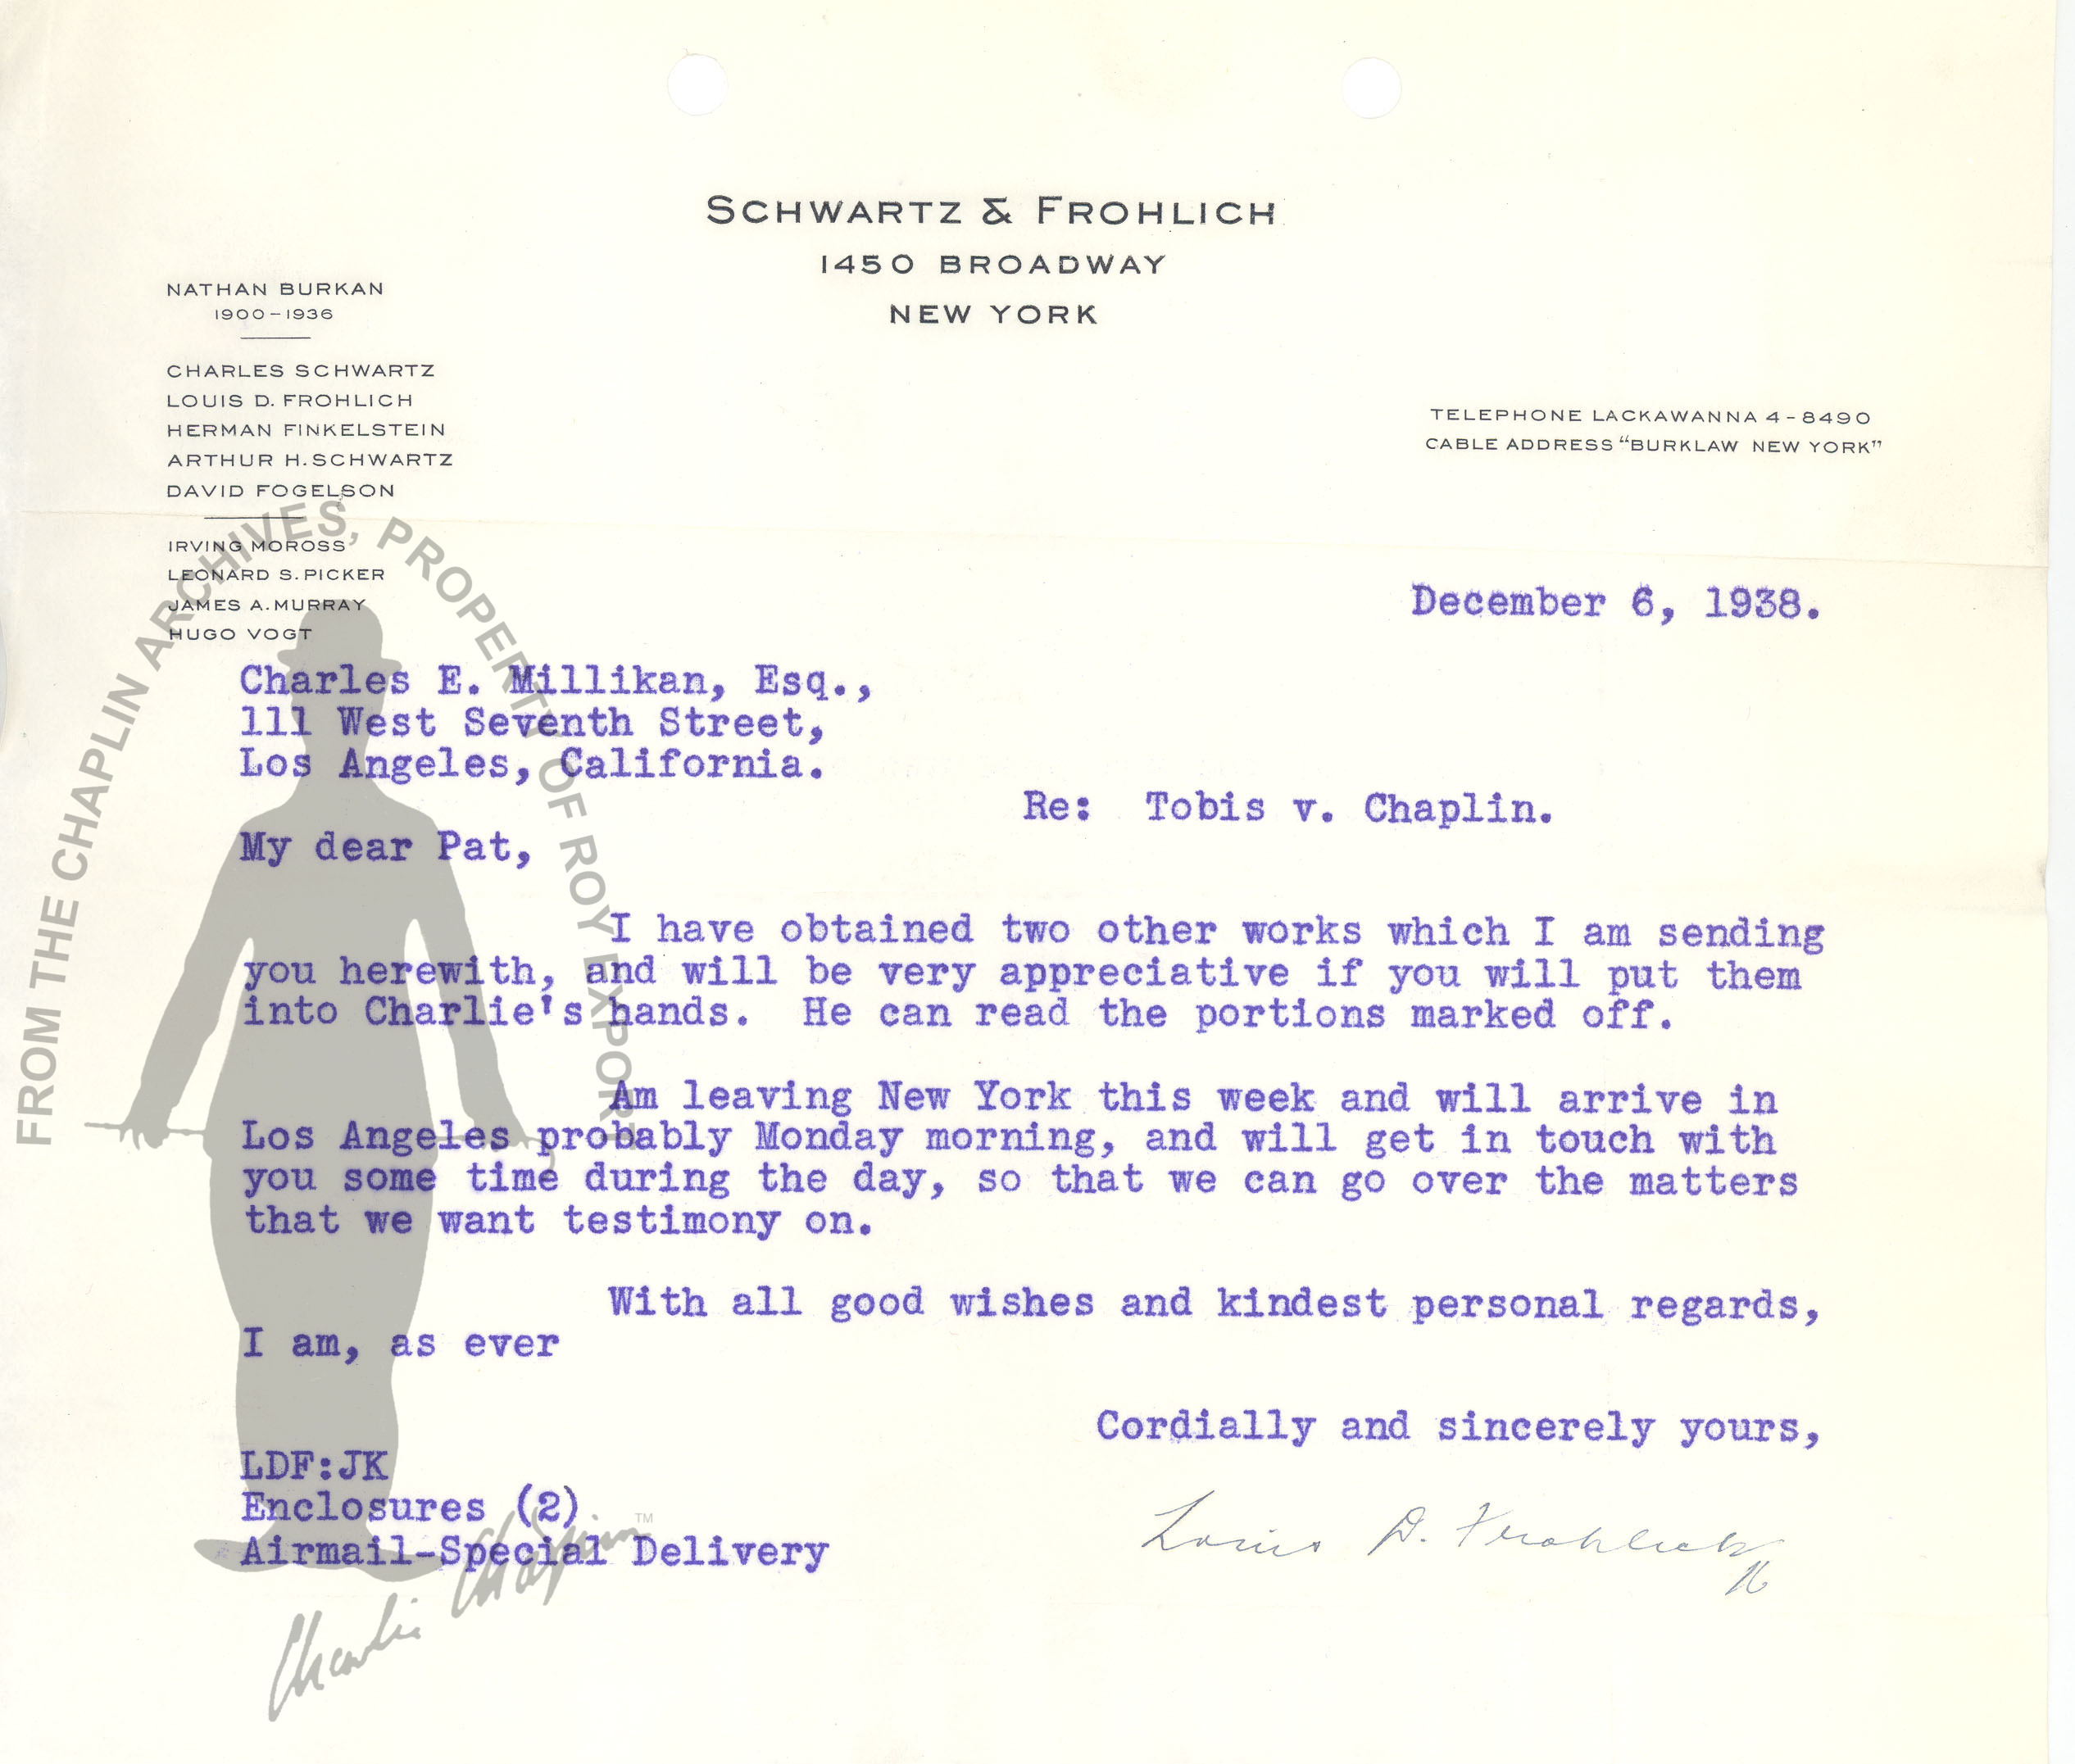 SCHWARTZ & FROHLICH
1450 BROADWAY
NEW YORK
NATHAN BURKAN
1900-1936
CHARLES SCHWARTZ
LOUIS D. FROHLICH
HERMAN FINKELSTEIN
ARTHUR H. SCHWARTZ
DAVID FOGELSON
IRVING MOROSS
LEONARD S. PICKER
JAMES A. MURRAY
HUGO VOGT
TELEPHONE LACKAWANNA 4-8490
CABLE ADDRESS "BURKLAW NEW YORK"
December 6, 1938.
Charles E. Millikan, Esq.,
111 West Seventh Street,
Los Angeles, California.
Re: Tobis v. Chaplin.
My dear Pat,
I have obtained two other works which I am sending
you herewith, and will be very appreciative if you will put them
into Charlie's hands. He can read the portions marked off.
Am leaving New York this week and will arrive in
Los Angeles probably Monday morning, and will get in touch with
you some time during the day, so that we can go over the matters
that we want testimony on.
With all good wishes and kindest personal regards,
I am, as ever
Cordially and sincerely yours,
Louis D. Frohlich
LDF:JK
Enclosures (2)
Airmail-Special Delivery
FROM THE CHAPLIN ARCHIVES, PROPERTY OF ROY EXPORT
Charlie Chaplin TM